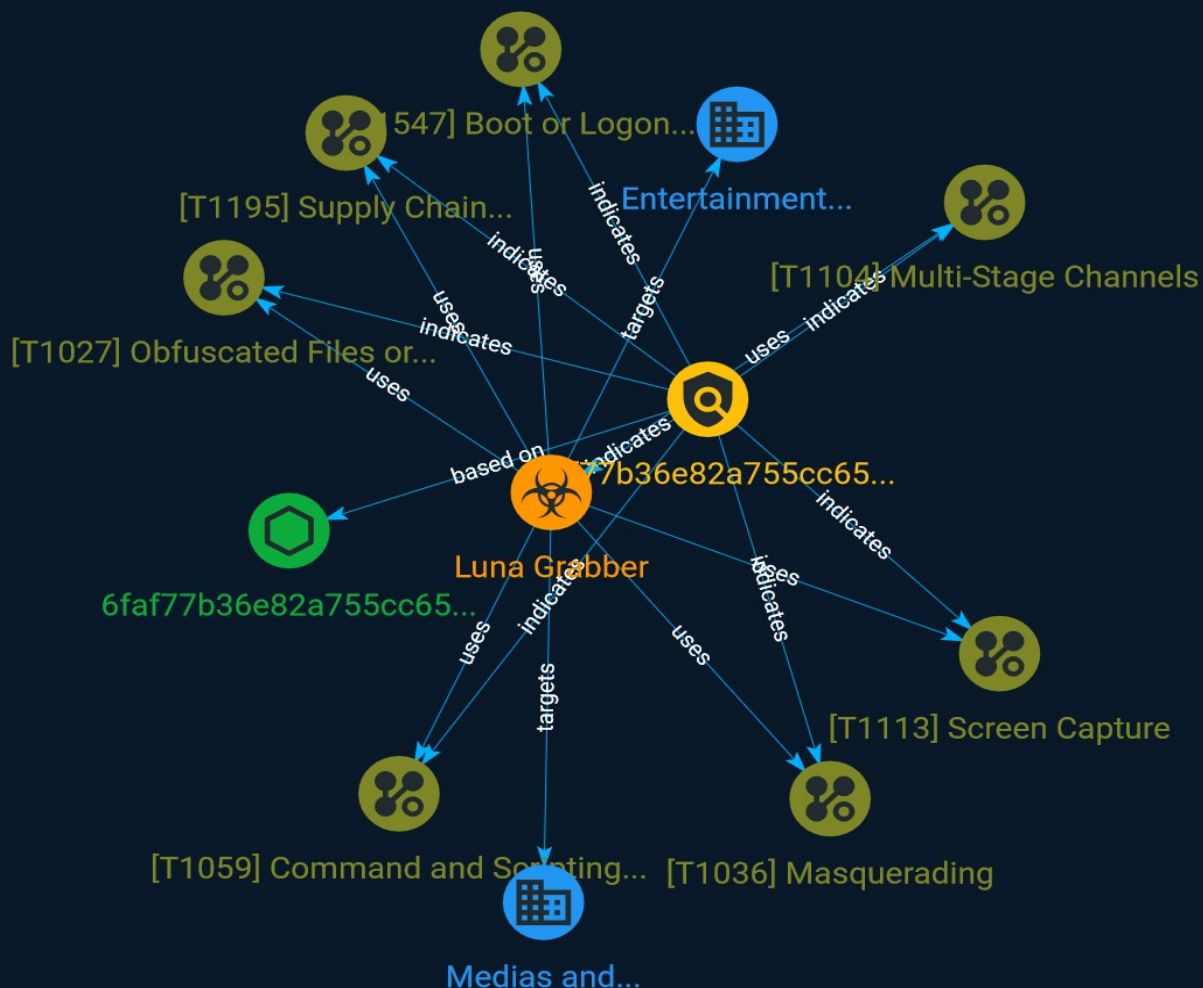 1547] Boot or Logon...
Entertainment...
[T1195] Supply Chain...
indicates
indicates
uses
targets
[T1104] Multi-Stage Channels
indicates
uses
uses
indicates
[T1027] Obfuscated Files or...
uses
indicates
based on
77b36e82a755cc65...
indicates
Luna Grabber
uses
indicates
6faf77b36e82a755cc65...
indicates
uses
uses
targets
[T1113] Screen Capture
[T1059] Command and Scripting...
[T1036] Masquerading
Medias and...